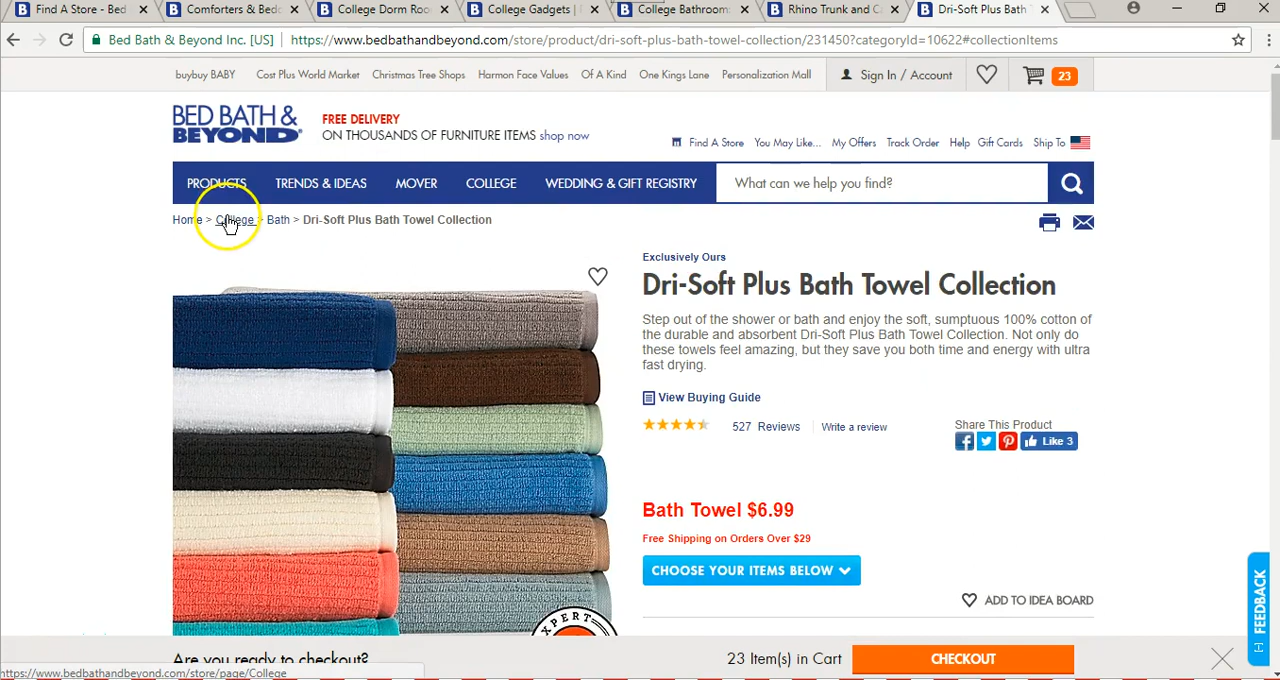 Find A Store - Bed
Comforters & Bedd
College Dorm Roo
College Gadgets |
College Bathroom
Rhino Trunk and C
Dri-Soft Plus Bath
Bed Bath & Beyond Inc. [US]
https://www.bedbathandbeyond.com/store/product/dri-soft-plus-bath-towel-collection/231450?categoryId=10622#collectionItems
buybuy BABY Cost Plus World Market Christmas Tree Shops Harmon Face Values Of A Kind One Kings Lane Personalization Mall Sign In / Account 23
BED BATH &
BEYOND
FREE DELIVERY
ON THOUSANDS OF FURNITURE ITEMS shop now
Find A Store You May Like... My Offers Track Order Help Gift Cards Ship To
PRODUCTS TRENDS & IDEAS MOVER COLLEGE WEDDING & GIFT REGISTRY What can we help you find?
Home > College > Bath > Dri-Soft Plus Bath Towel Collection
Exclusively Ours
Dri-Soft Plus Bath Towel Collection
Step out of the shower or bath and enjoy the soft, sumptuous 100% cotton of
the durable and absorbent Dri-Soft Plus Bath Towel Collection. Not only do
these towels feel amazing, but they save you both time and energy with ultra
fast drying.
View Buying Guide
527 Reviews Write a review
Share This Product
Like 3
Bath Towel $6.99
Free Shipping on Orders Over $29
CHOOSE YOUR ITEMS BELOW
ADD TO IDEA BOARD
EXPERT
FEEDBACK
Are you ready to checkout?
23 Item(s) in Cart
CHECKOUT
https://www.bedbathandbeyond.com/store/page/College